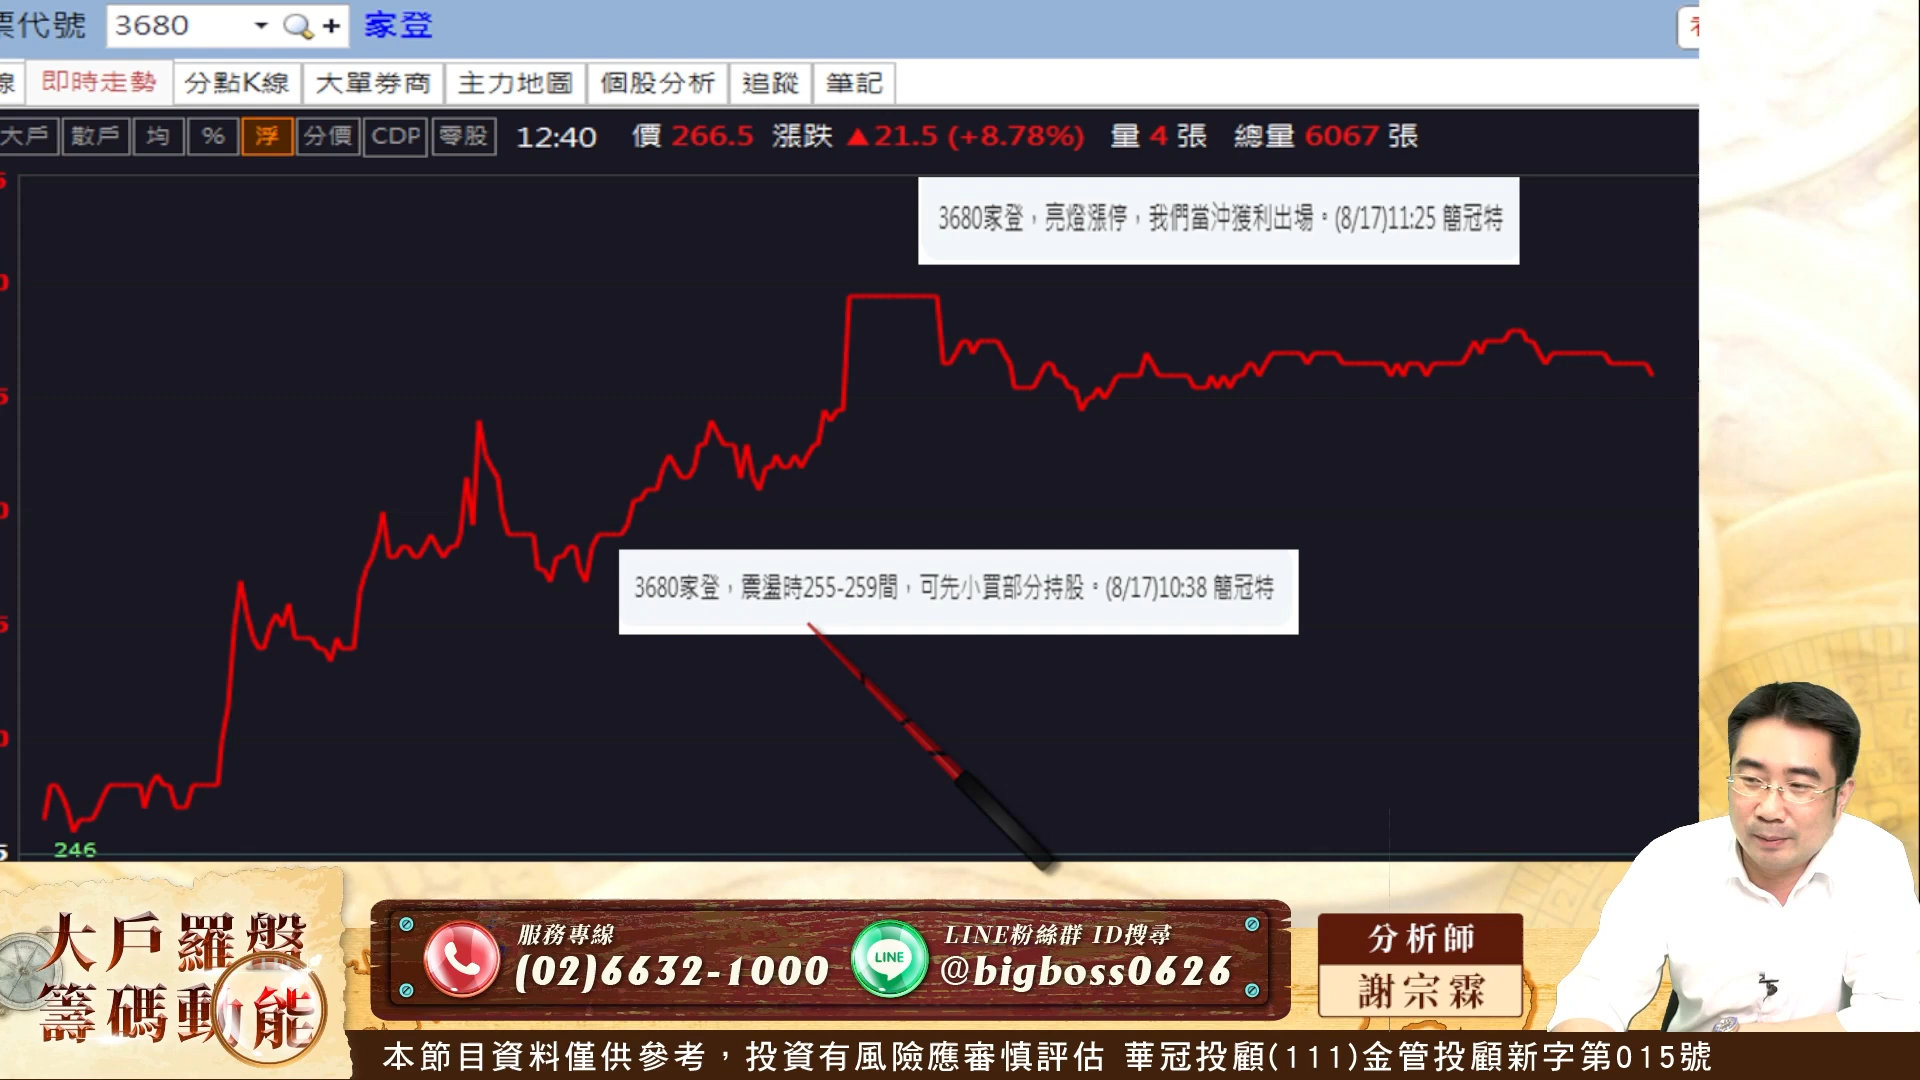 票代號 3680 家登
線 即時走勢 分點K線 大單券商 主力地圖 個股分析 追蹤 筆記
大戶 散戶 均 % 浮 分價 CDP 零股 12:40 價 266.5 漲跌 ▲21.5 (+8.78%) 量 4 張 總量 6067 張
3680家登，亮燈漲停，我們當沖獲利出場。(8/17)11:25 簡冠特
3680家登，震盪時255-259間，可先小買部分持股。(8/17)10:38 簡冠特
246
大戶羅盤
籌碼動能
服務專線
(02)6632-1000
LINE
LINE粉絲群 ID搜尋
@bigboss0626
分析師
謝宗霖
本節目資料僅供參考，投資有風險應審慎評估 華冠投顧(111)金管投顧新字第015號